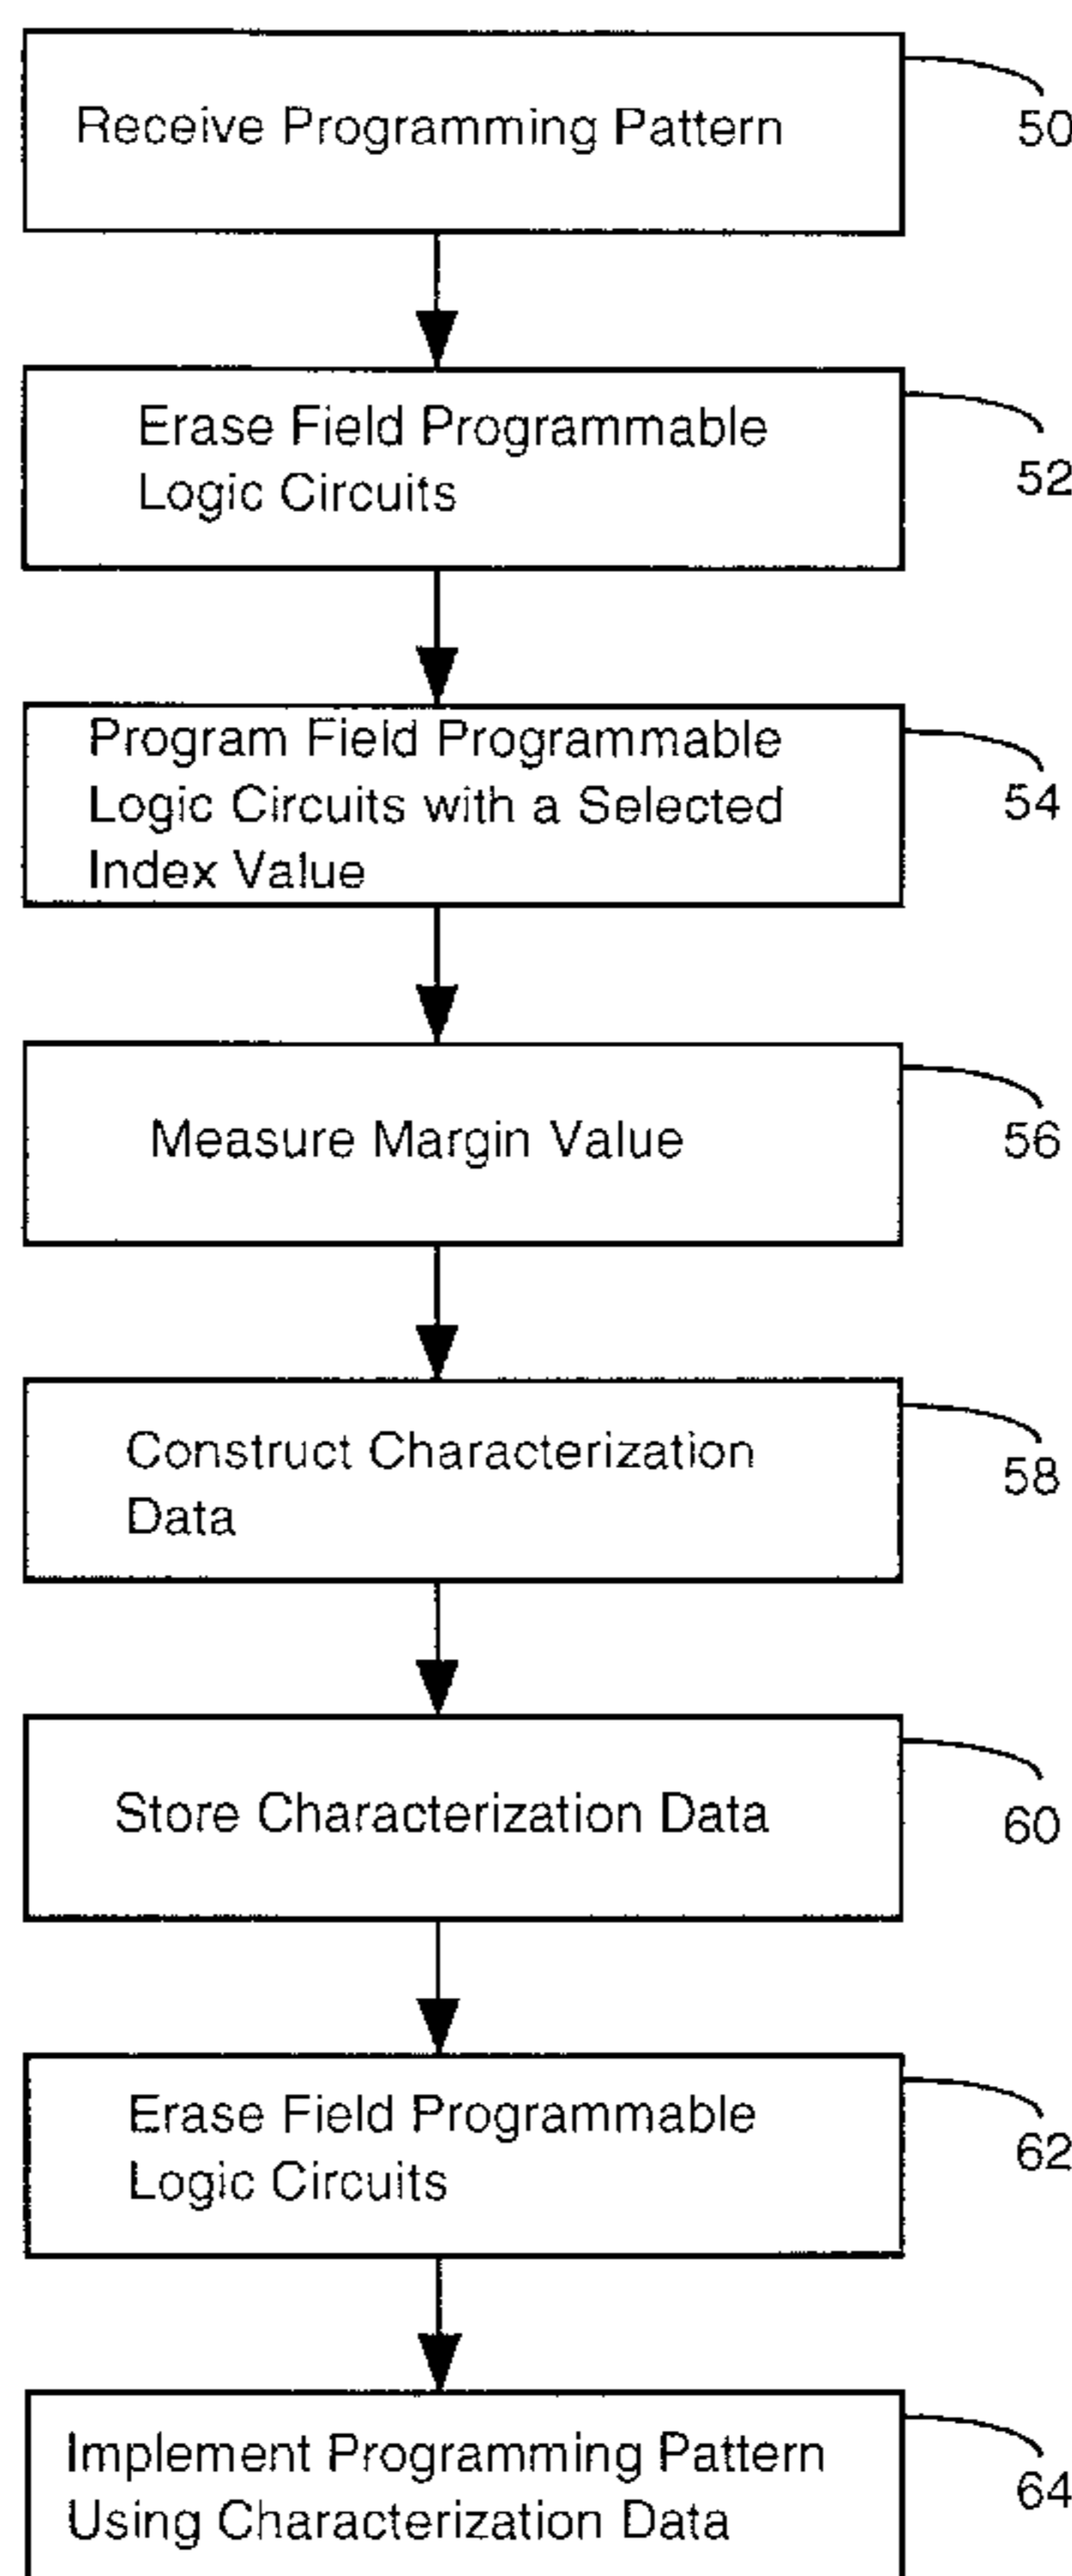 Receive Programming Pattern
50
Erase Field Programmable
Logic Circuits
52
Program Field Programmable
Logic Circuits with a Selected
Index Value
54
Measure Margin Value
56
Construct Characterization
Data
58
Store Characterization Data
60
Erase Field Programmable
Logic Circuits
62
Implement Programming Pattern
Using Characterization Data
64